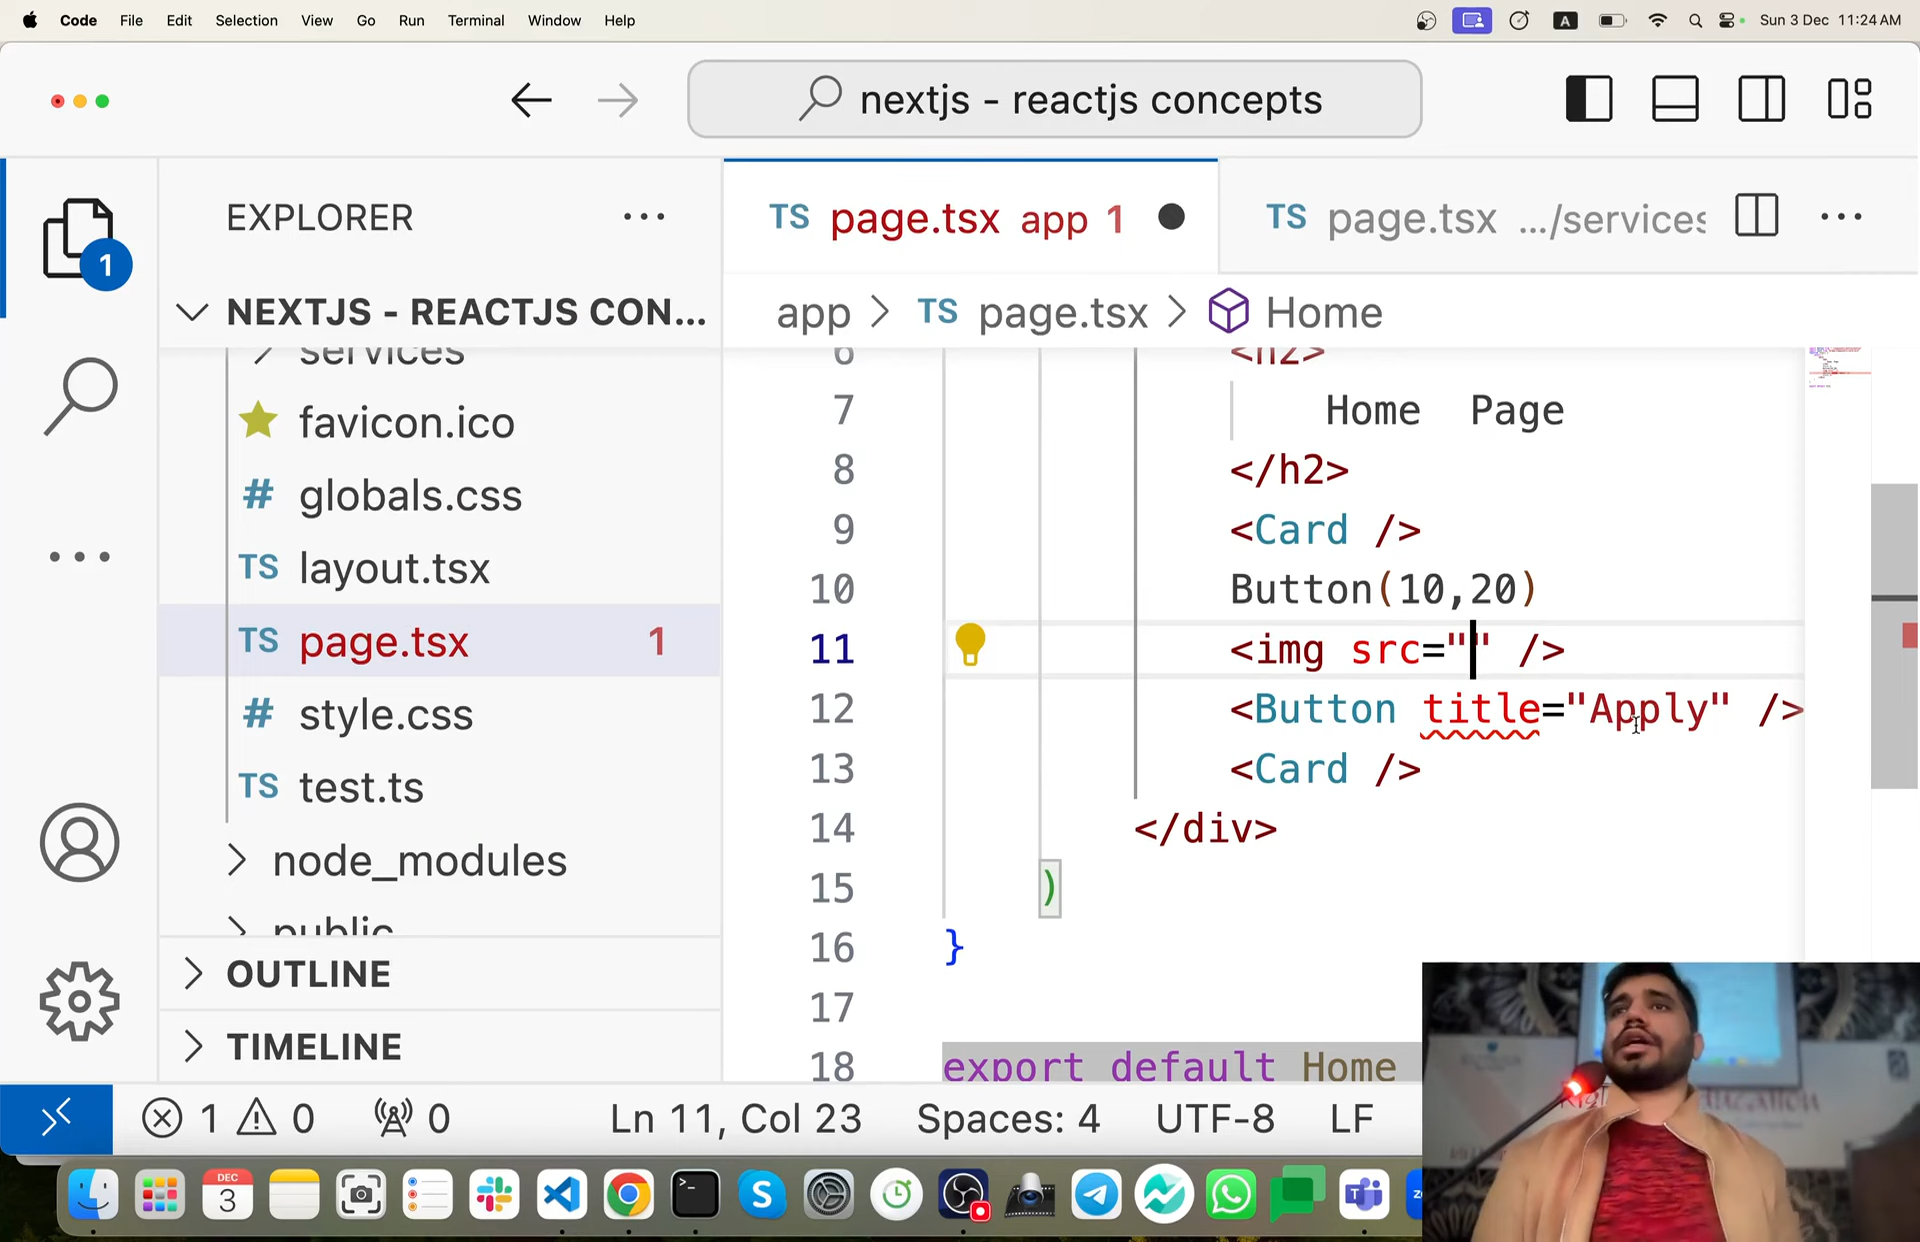 Code File Edit Selection View Go Run Terminal Window Help A Sun 3 Dec 11:24 AM
nextjs - reactjs concepts
EXPLORER
TS page.tsx app 1
TS page.tsx .../services
1
NEXTJS - REACTJS CON...
app > TS page.tsx > Home
services
favicon.ico
# globals.css
TS layout.tsx
TS page.tsx 1
# style.css
TS test.ts
node_modules
public
OUTLINE
TIMELINE
6 <h2>
7 Home Page
8 </h2>
9 <Card />
10 Button(10,20)
11 <img src="" />
12 <Button title="Apply" />
13 <Card />
14 </div>
15 )
16 }
17
18 export default Home
1 0 0 Ln 11, Col 23 Spaces: 4 UTF-8 LF
DEC
3
S
T